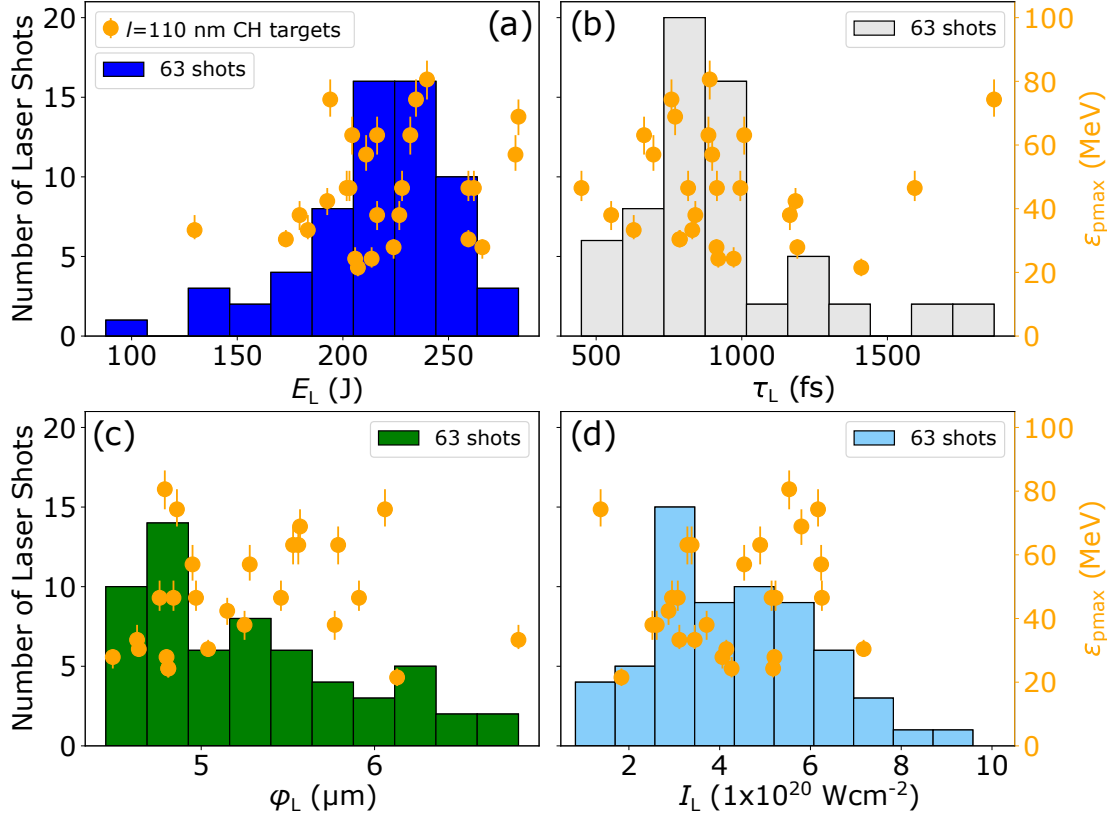 (a)
l=110 nm CH targets
63 shots
Number of Laser Shots
20
15
10
5
0
100 150 200 250
E_L (J)
(b)
63 shots
500 1000 1500
τ_L (fs)
100
80
60
40
20
0
ε_pmax (MeV)
(c)
63 shots
Number of Laser Shots
20
15
10
5
0
5 6
φ_L (μm)
(d)
63 shots
2 4 6 8 10
I_L (1x10²⁰ Wcm⁻²)
100
80
60
40
20
0
ε_pmax (MeV)